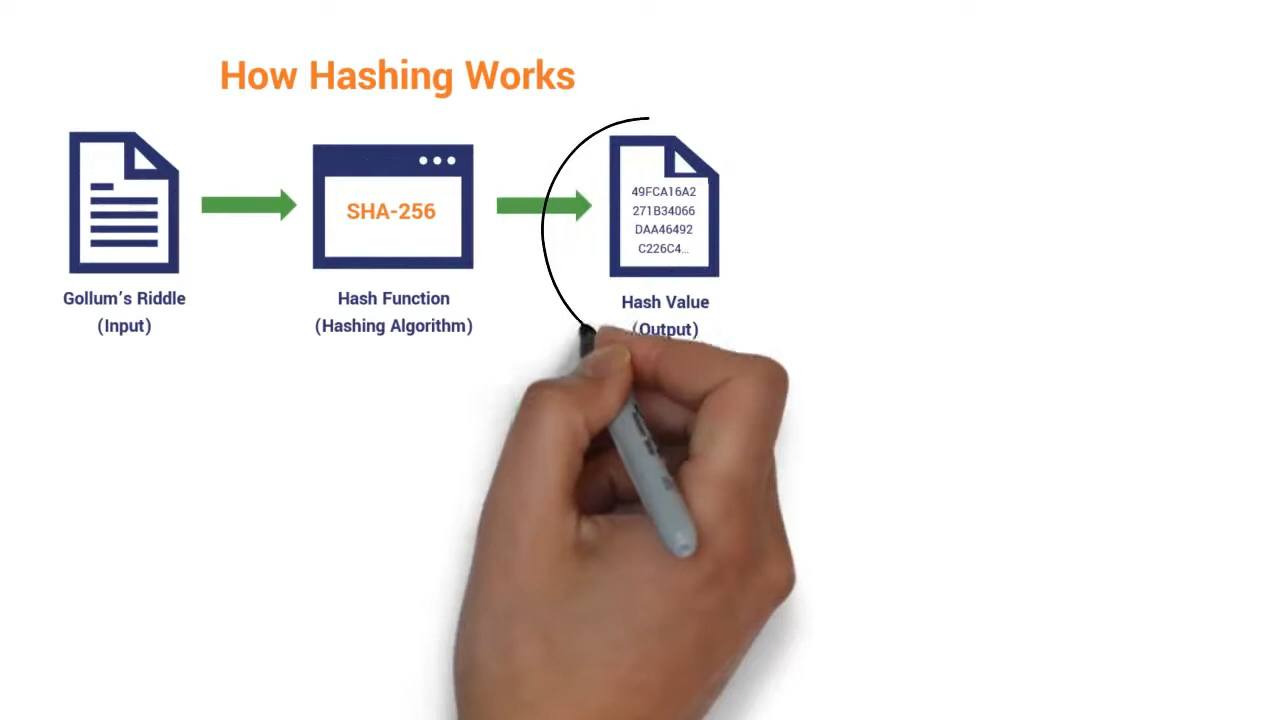 How Hashing Works
SHA-256
49FCA16A2
271B34066
DAA46492
C226C4...
Gollum's Riddle
(Input)
Hash Function
(Hashing Algorithm)
Hash Value
(Output)